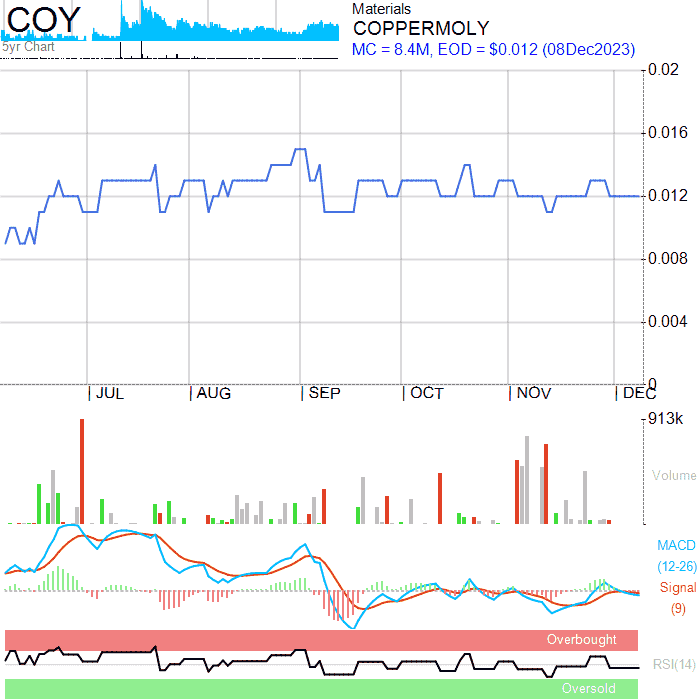 COY
5yr Chart
Materials
COPPERMOLY
MC = 8.4M, EOD = $0.012 (08Dec2023)
0.02
0.016
0.012
0.008
0.004
0
JUL AUG SEP OCT NOV DEC
913k
Volume
MACD
(12-26)
Signal
(9)
Overbought
RSI(14)
Oversold